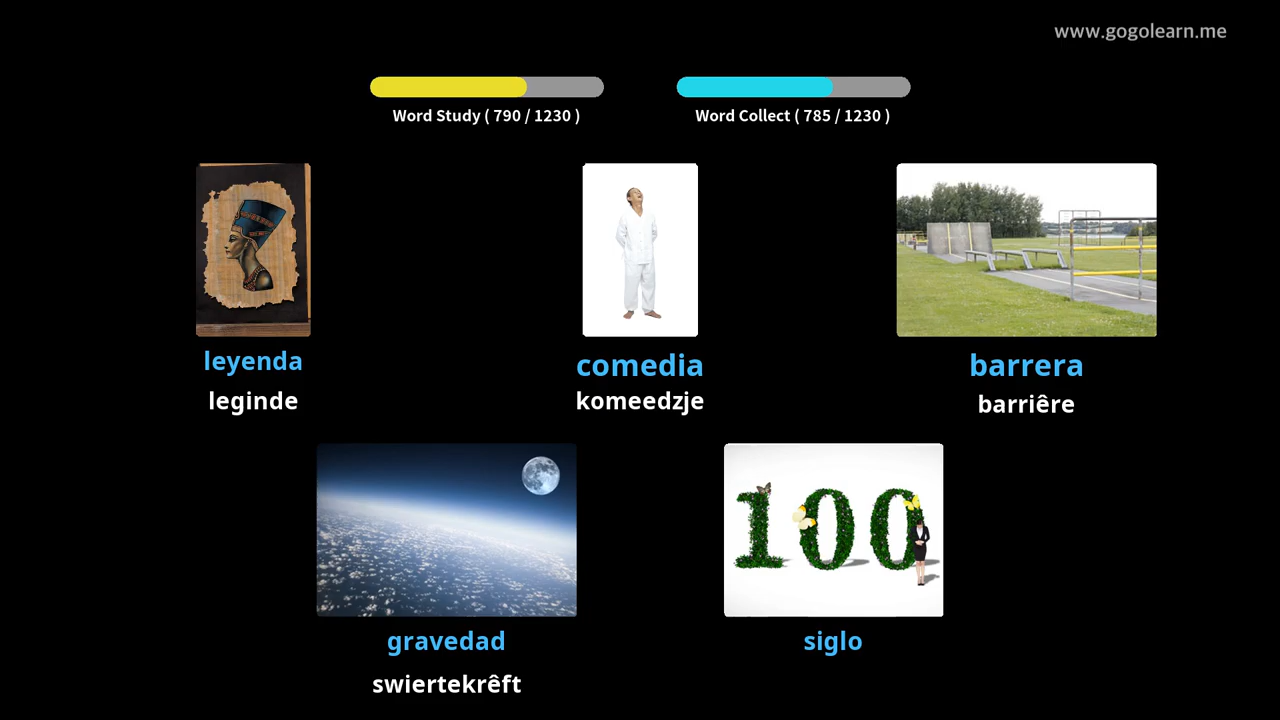 www.gogolearn.me
Word Study ( 790 / 1230 )
Word Collect ( 785 / 1230 )
leyenda
leginde
comedia
komeedzje
barrera
barriêre
100
gravedad
swiertekrêft
siglo